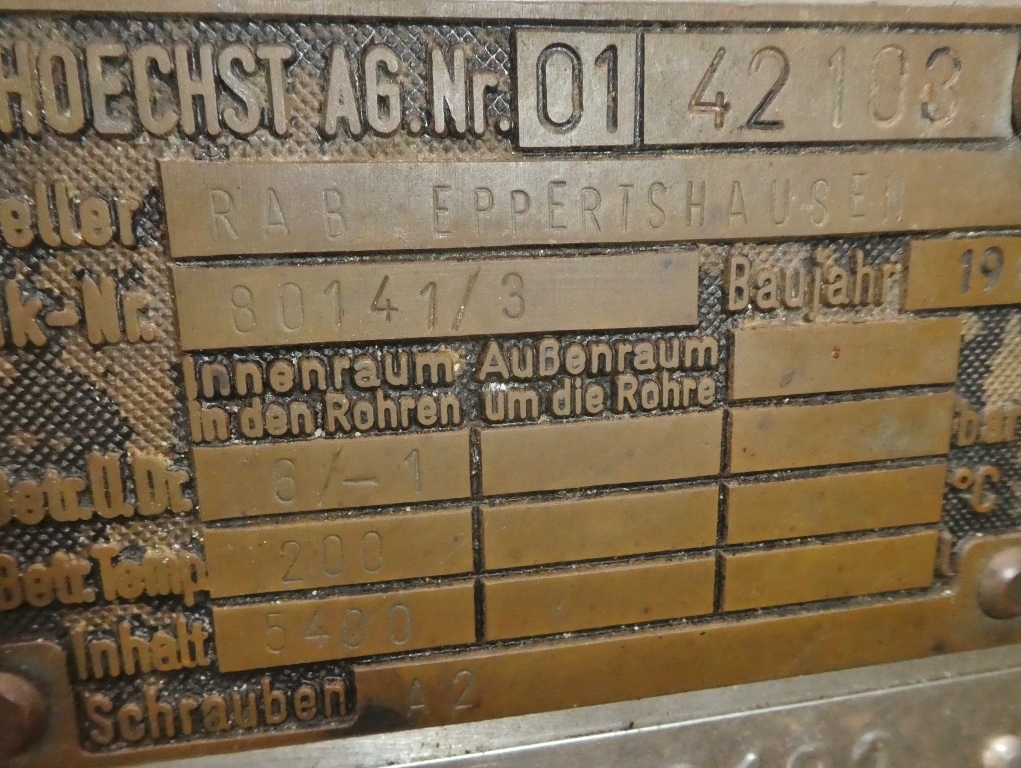 HOECHST AG. Nr. 01 42 103
eller RAB EPPERTSHAUSEN
ik-Nr. 80141/3 Baujahr 19
Innenraum Außenraum
in den Rohren um die Rohre
Betr. Ü. Dr. 6/-1 bar
Betr. Temp 200 °C
Inhalt 5400
Schrauben A2